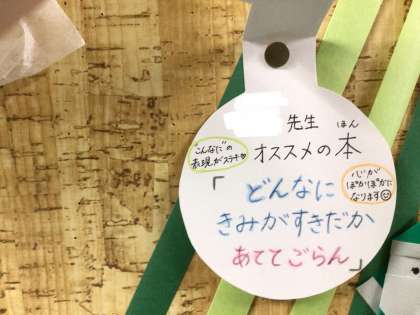 先生
ほん
オススメの本
"こんなに"の
表現がステキ♡
心が
ぽかぽかに
なります☺
「どんなに
きみがすきだか
あててごらん」